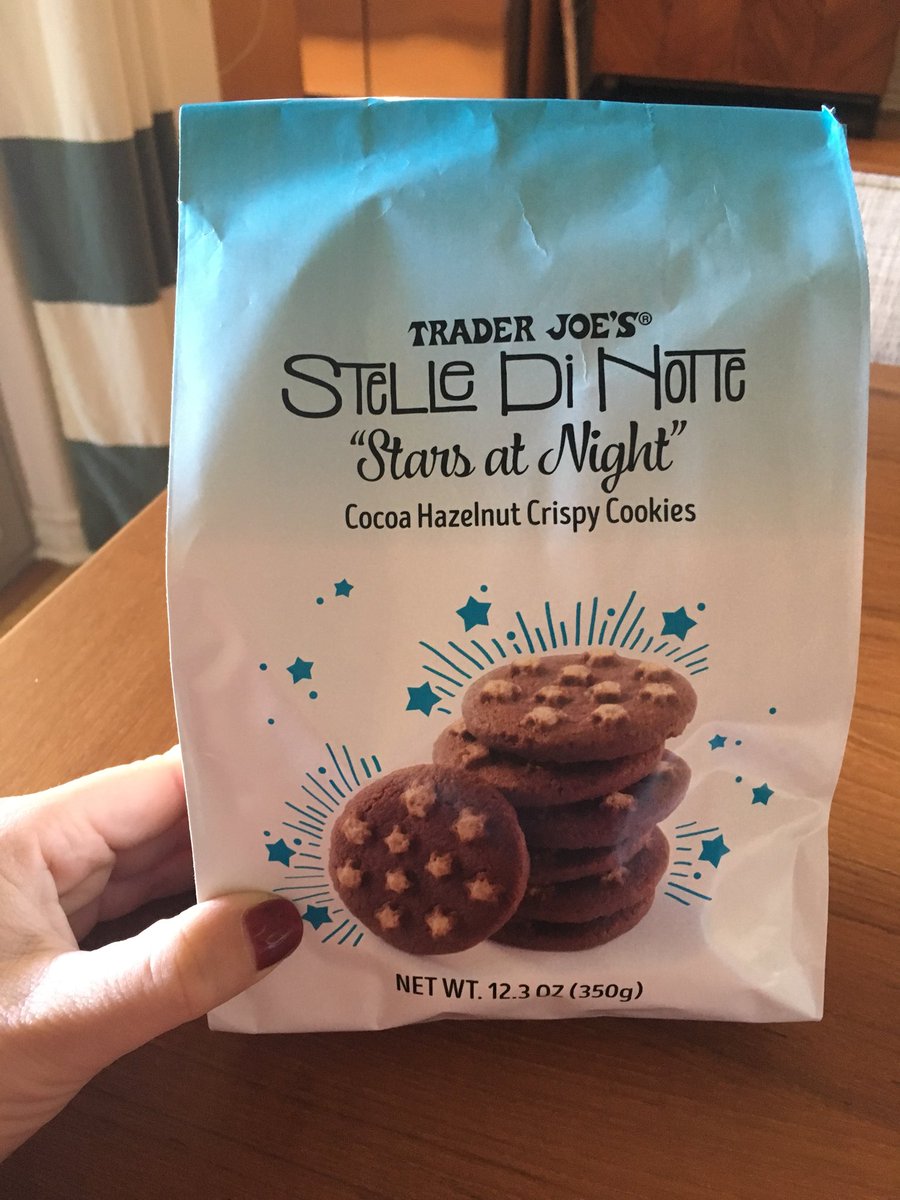 TRADER JOE'S®
STELLE DI NOTTE
“Stars at Night”
Cocoa Hazelnut Crispy Cookies
NET WT. 12.3 OZ (350g)